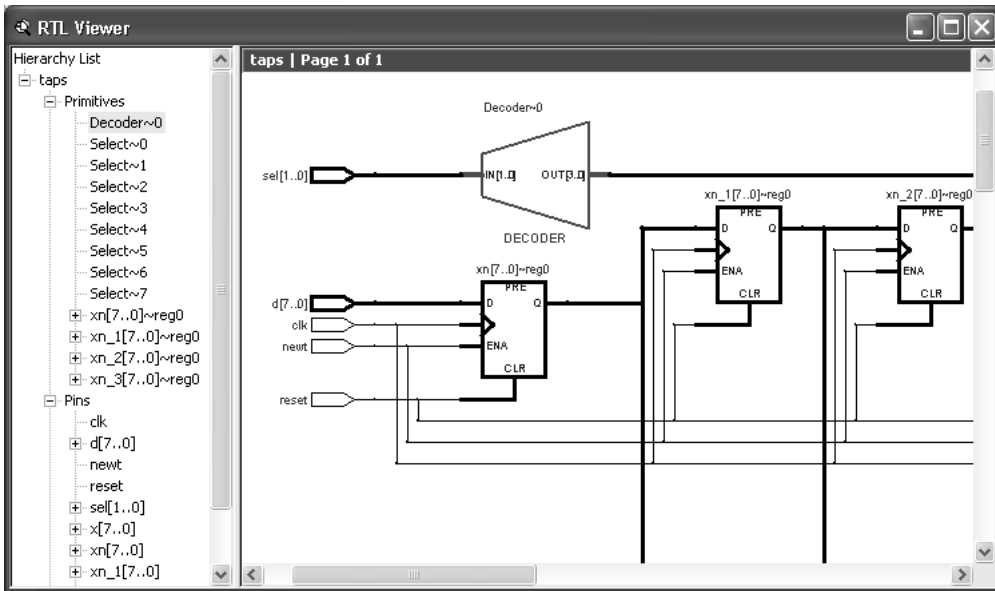 RTL Viewer
Hierarchy List
taps
Primitives
Decoder~0
Select~0
Select~1
Select~2
Select~3
Select~4
Select~5
Select~6
Select~7
xn[7..0]~reg0
xn_1[7..0]~reg0
xn_2[7..0]~reg0
xn_3[7..0]~reg0
Pins
clk
d[7..0]
newt
reset
sel[1..0]
x[7..0]
xn[7..0]
xn_1[7..0]
taps | Page 1 of 1
Decoder~0
sel[1..0]
IN[1..0] OUT[3..0]
DECODER
xn_1[7..0]~reg0 xn_2[7..0]~reg0
PRE PRE
D Q D Q
ENA ENA
CLR CLR
xn[7..0]~reg0
PRE
d[7..0] D Q
clk
newt ENA
CLR
reset